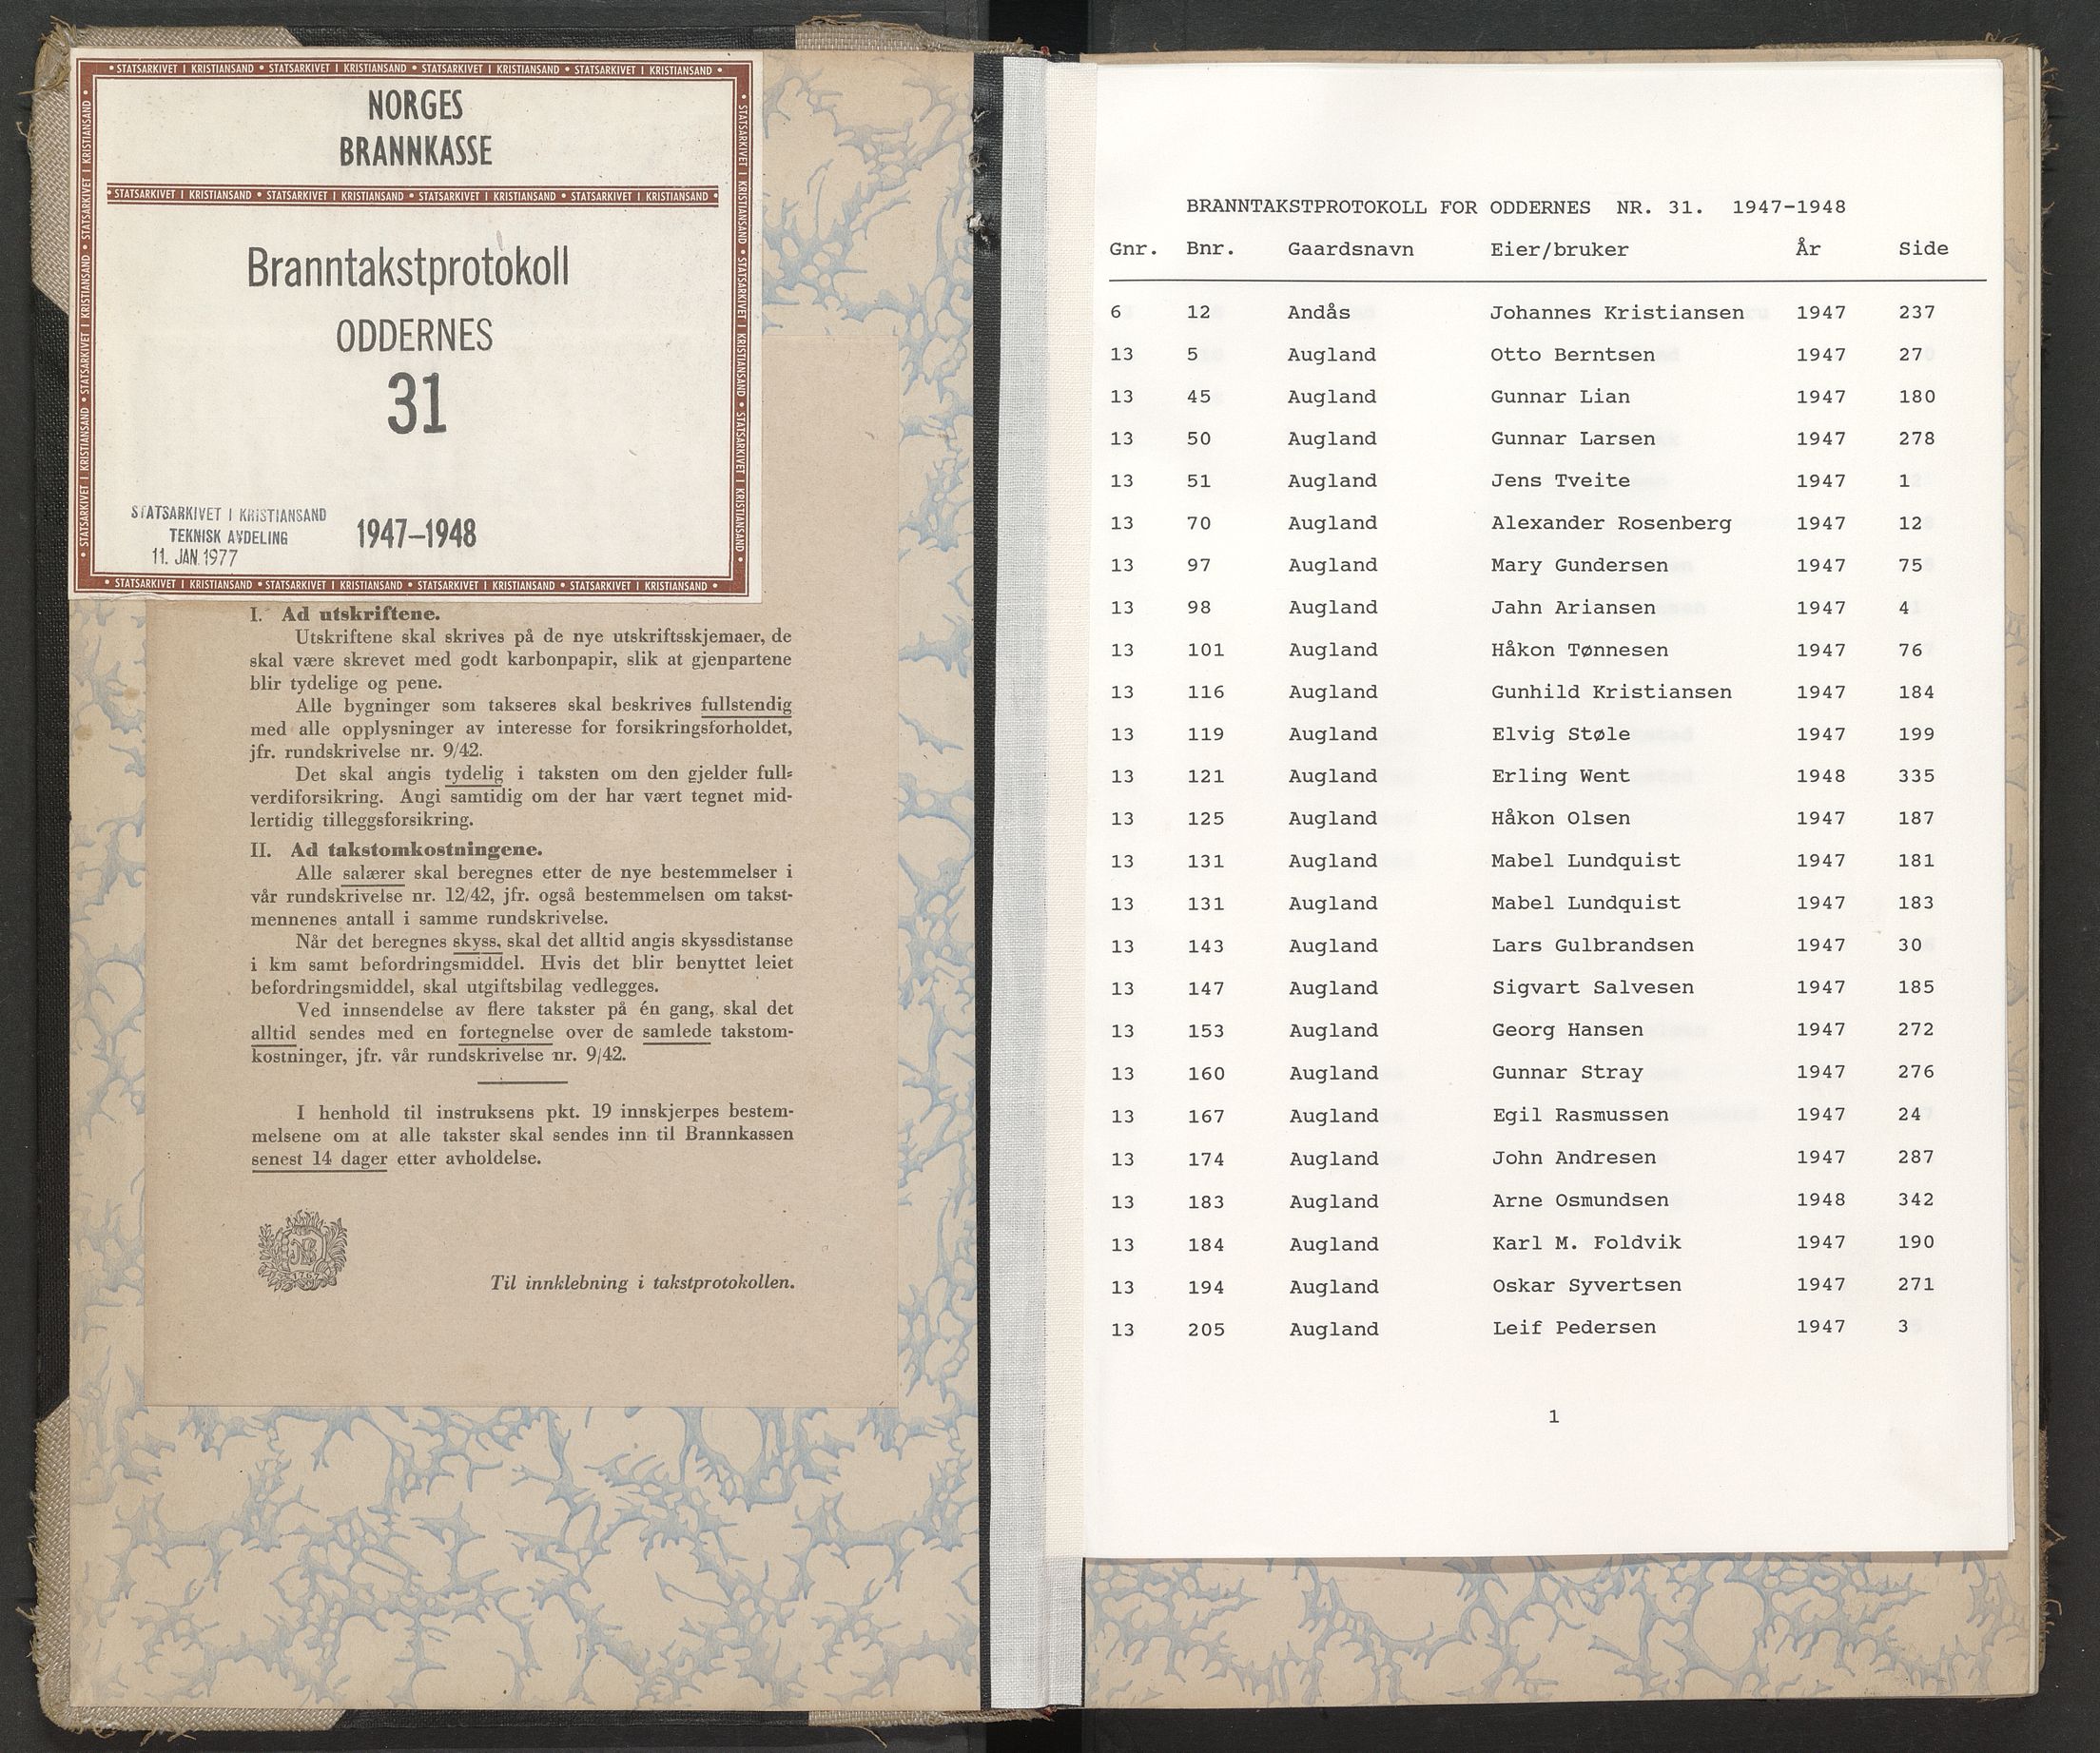 • STATSARKIVET I KRISTIANSAND • STATSARKIVET I KRISTIANSAND • STATSARKIVET I KRISTIANSAND • STATSARKIVET I KRISTIANSAND •
NORGES
BRANNKASSE
• STATSARKIVET I KRISTIANSAND • STATSARKIVET I KRISTIANSAND • STATSARKIVET I KRISTIANSAND • STATSARKIVET I KRISTIANSAND •
Branntakstprotokoll
ODDERNES
31
STATSARKIVET I KRISTIANSAND
TEKNISK AVDELING
11. JAN. 1977
1947–1948
• STATSARKIVET I KRISTIANSAND • STATSARKIVET I KRISTIANSAND • STATSARKIVET I KRISTIANSAND • STATSARKIVET I KRISTIANSAND •
• STATSARKIVET I KRISTIANSAND • STATSARKIVET I KRISTIANSAND • STATSARKIVET I KRISTIANSAND •
• STATSARKIVET I KRISTIANSAND • STATSARKIVET I KRISTIANSAND • STATSARKIVET I KRISTIANSAND •
I. Ad utskriftene.
Utskriftene skal skrives på de nye utskriftsskjemaer, de
skal være skrevet med godt karbonpapir, slik at gjenpartene
blir tydelige og pene.
Alle bygninger som takseres skal beskrives fullstendig
med alle opplysninger av interesse for forsikringsforholdet,
jfr. rundskrivelse nr. 9/42.
Det skal angis tydelig i taksten om den gjelder full-
verdiforsikring. Angi samtidig om der har vært tegnet mid-
lertidig tilleggsforsikring.
II. Ad takstomkostningene.
Alle salærer skal beregnes etter de nye bestemmelser i
vår rundskrivelse nr. 12/42, jfr. også bestemmelsen om takst-
mennenes antall i samme rundskrivelse.
Når det beregnes skyss, skal det alltid angis skyssdistanse
i km samt befordringsmiddel. Hvis det blir benyttet leiet
befordringsmiddel, skal utgiftsbilag vedlegges.
Ved innsendelse av flere takster på én gang, skal det
alltid sendes med en fortegnelse over de samlede takstom-
kostninger, jfr. vår rundskrivelse nr. 9/42.
I henhold til instruksens pkt. 19 innskjerpes bestem-
melsene om at alle takster skal sendes inn til Brannkassen
senest 14 dager etter avholdelse.
Til innklebning i takstprotokollen.
BRANNTAKSTPROTOKOLL FOR ODDERNES NR. 31. 1947-1948
Gnr. Bnr. Gaardsnavn Eier/bruker År Side
6 12 Andås Johannes Kristiansen 1947 237
13 5 Augland Otto Berntsen 1947 27
13 45 Augland Gunnar Lian 1947 180
13 50 Augland Gunnar Larsen 1947 278
13 51 Augland Jens Tveite 1947 1
13 70 Augland Alexander Rosenberg 1947 12
13 97 Augland Mary Gundersen 1947 75
13 98 Augland Jahn Ariansen 1947 4
13 101 Augland Håkon Tønnesen 1947 76
13 116 Augland Gunhild Kristiansen 1947 184
13 119 Augland Elvig Støle 1947 199
13 121 Augland Erling Went 1948 335
13 125 Augland Håkon Olsen 1947 187
13 131 Augland Mabel Lundquist 1947 181
13 131 Augland Mabel Lundquist 1947 183
13 143 Augland Lars Gulbrandsen 1947 30
13 147 Augland Sigvart Salvesen 1947 185
13 153 Augland Georg Hansen 1947 272
13 160 Augland Gunnar Stray 1947 276
13 167 Augland Egil Rasmussen 1947 24
13 174 Augland John Andresen 1947 287
13 183 Augland Arne Osmundsen 1948 342
13 184 Augland Karl M. Foldvik 1947 190
13 194 Augland Oskar Syvertsen 1947 271
13 205 Augland Leif Pedersen 1947 3
1